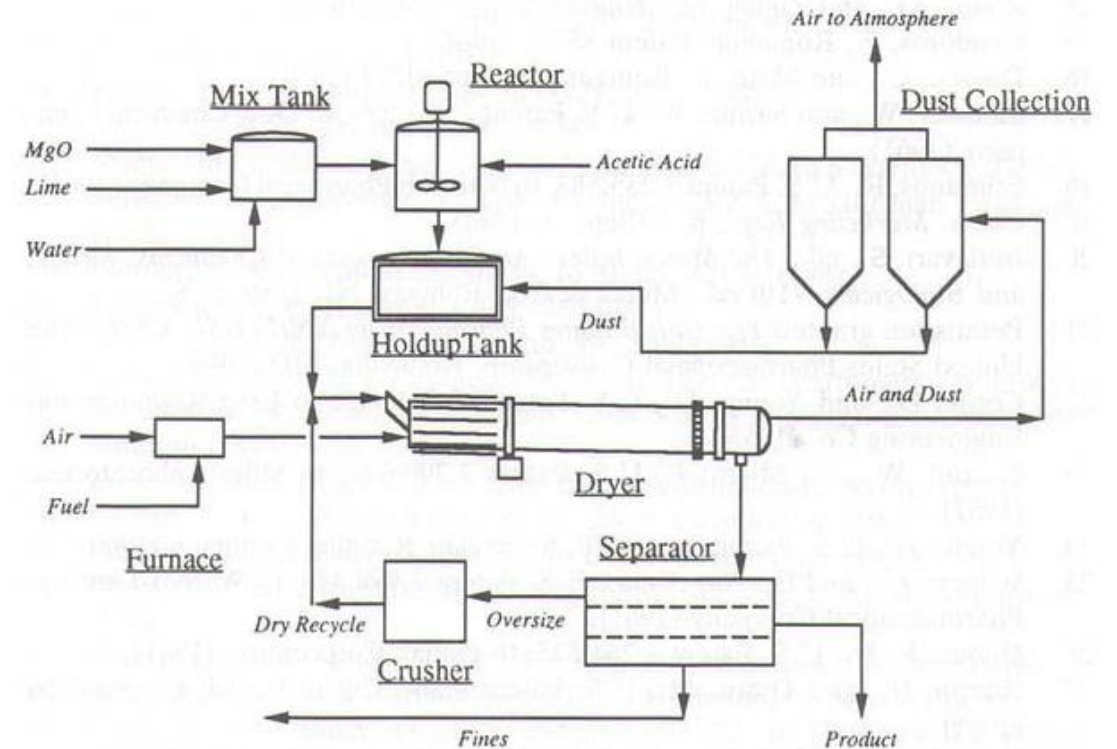 Air to Atmosphere
Reactor
Mix Tank
Dust Collection
MgO
Acetic Acid
Lime
Water
Dust
HoldupTank
Air and Dust
Air
Dryer
Fuel
Separator
Furnace
Dry Recycle
Oversize
Crusher
Fines
Product